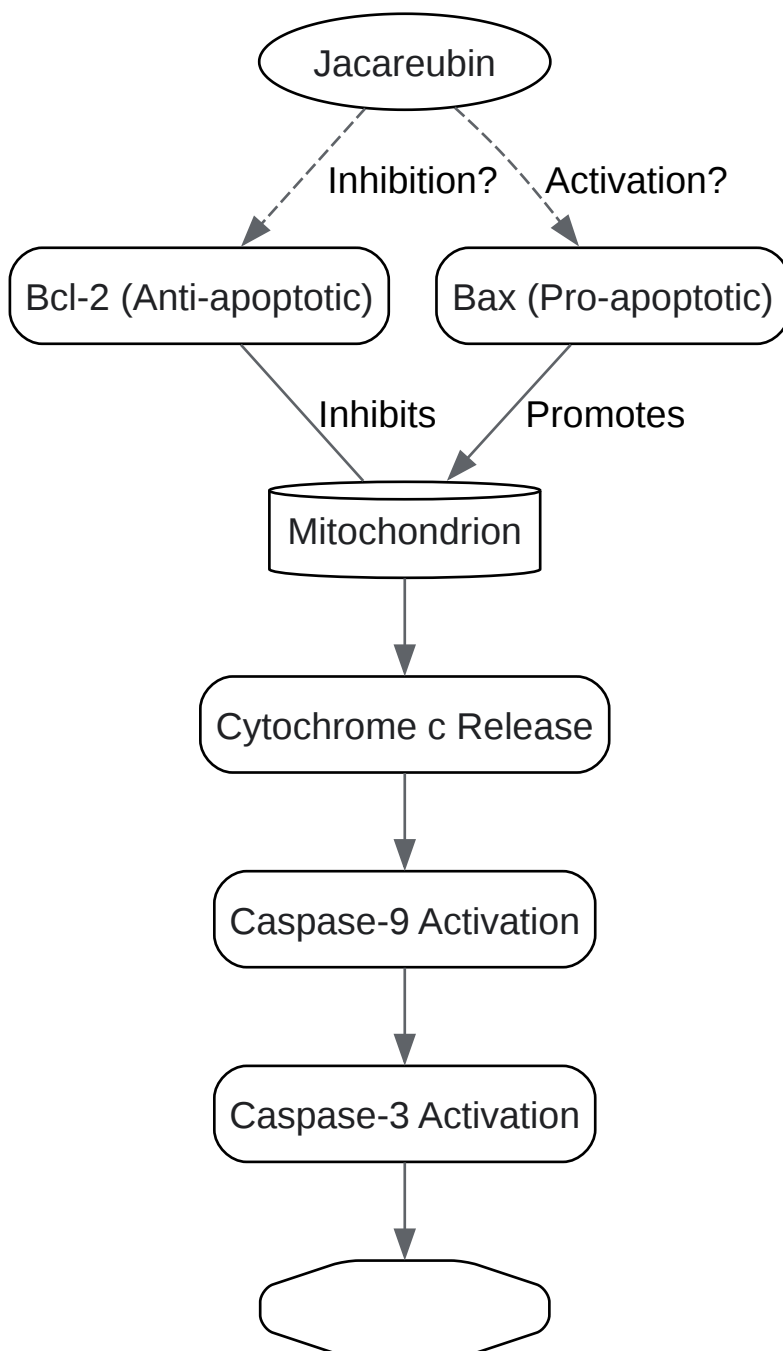 Jacareubin
Inhibition?
Activation?
Bcl-2 (Anti-apoptotic)
Bax (Pro-apoptotic)
Inhibits
Promotes
Mitochondrion
Cytochrome c Release
Caspase-9 Activation
Caspase-3 Activation